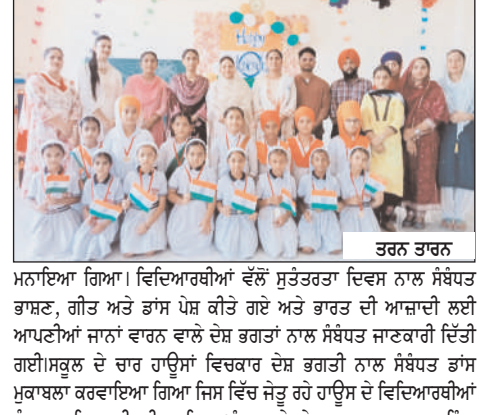 Happy
ਤਰਨ ਤਾਰਨ
ਮਨਾਇਆ ਗਿਆ। ਵਿਦਿਆਰਥੀਆਂ ਵੱਲੋਂ ਸੁਤੰਤਰਤਾ ਦਿਵਸ ਨਾਲ ਸੰਬੰਧਤ
ਭਾਸ਼ਣ, ਗੀਤ ਅਤੇ ਡਾਂਸ ਪੇਸ਼ ਕੀਤੇ ਗਏ ਅਤੇ ਭਾਰਤ ਦੀ ਆਜ਼ਾਦੀ ਲਈ
ਆਪਣੀਆਂ ਜਾਨਾਂ ਵਾਰਨ ਵਾਲੇ ਦੇਸ਼ ਭਗਤਾਂ ਨਾਲ ਸੰਬੰਧਤ ਜਾਣਕਾਰੀ ਦਿੱਤੀ
ਗਈ।ਸਕੂਲ ਦੇ ਚਾਰ ਹਾਊਸਾਂ ਵਿਚਕਾਰ ਦੇਸ਼ ਭਗਤੀ ਨਾਲ ਸੰਬੰਧਤ ਡਾਂਸ
ਮੁਕਾਬਲਾ ਕਰਵਾਇਆ ਗਿਆ ਜਿਸ ਵਿੱਚ ਜੇਤੂ ਰਹੇ ਹਾਊਸ ਦੇ ਵਿਦਿਆਰਥੀਆਂ